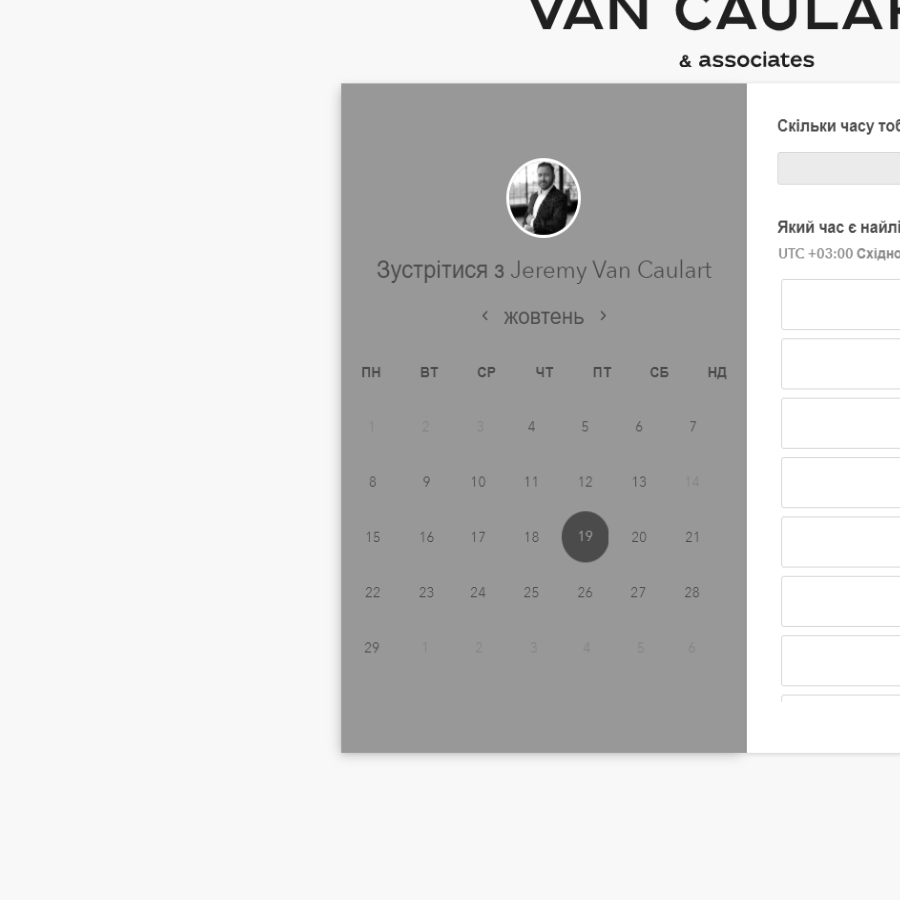 VAN CAULAR
& associates
Зустрітися з Jeremy Van Caulart
‹ жовтень ›
ПН ВТ СР ЧТ ПТ СБ НД
1 2 3 4 5 6 7
8 9 10 11 12 13 14
15 16 17 18 19 20 21
22 23 24 25 26 27 28
29 1 2 3 4 5 6
Скільки часу тоб
Який час є найлі
UTC +03:00 Східно